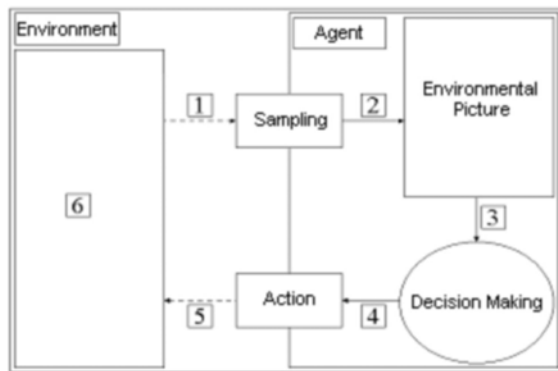 Environment
Agent
1
Sampling
2
Environmental
Picture
6
3
5
Action
4
Decision Making